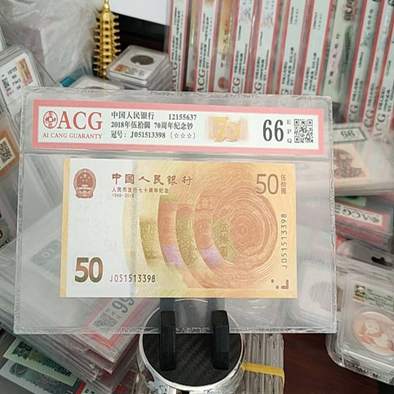 ACG
AI CANG GUARANTY
中国人民银行 12155637
2018年伍拾圆 70周年纪念钞
冠号：J051513398 (☆☆☆)
66
EPQ
中国人民银行
人民币发行七十周年纪念
1948-2018
50 伍拾圆
J051513398
50
J051513398